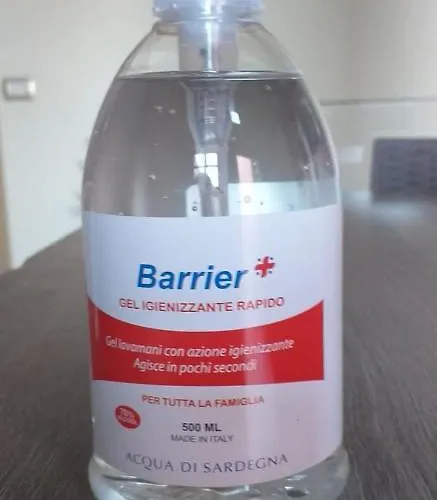 Barrier
GEL IGIENIZZANTE RAPIDO
Gel lavamani con azione igienizzante
Agisce in pochi secondi
PER TUTTA LA FAMIGLIA
70%
500 ML
MADE IN ITALY
ACQUA DI SARDEGNA